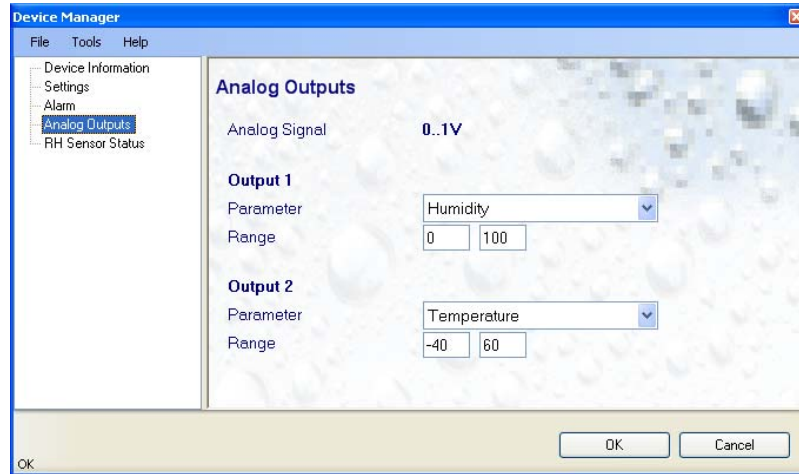 Device Manager
File Tools Help
Device Information
Settings
Alarm
Analog Outputs
RH Sensor Status
Analog Outputs
Analog Signal 0..1V
Output 1
Parameter Humidity
Range 0 100
Output 2
Parameter Temperature
Range -40 60
OK Cancel
OK